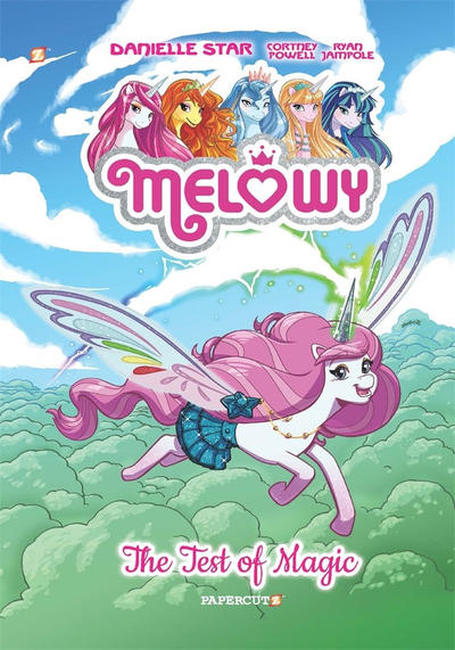 Z
DANIELLE STAR CORTNEY POWELL RYAN JAMPOLE
MELOWY
The Test of Magic
PAPERCUTZ